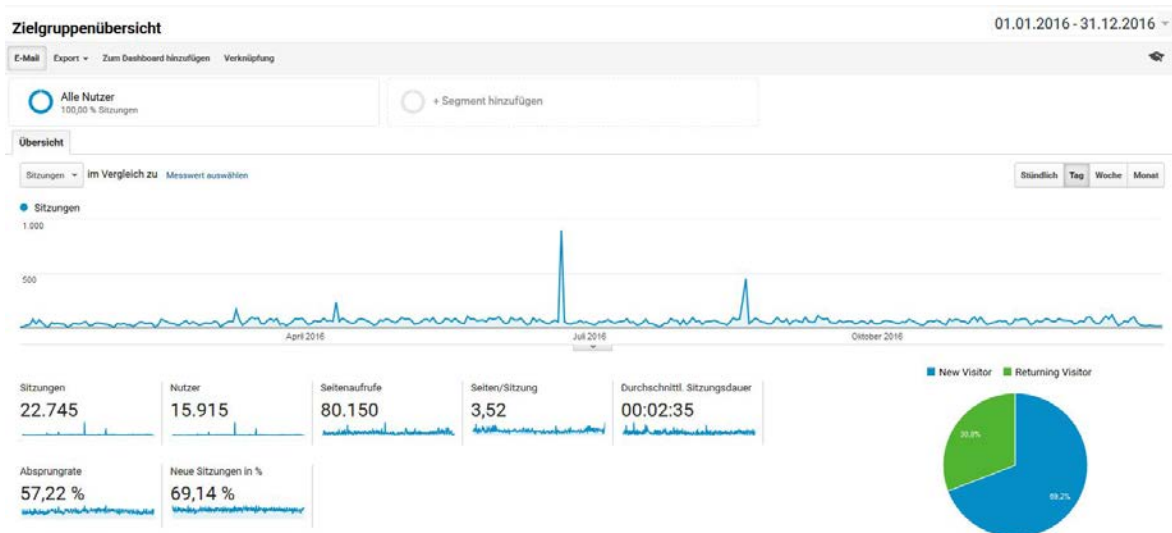 Zielgruppenübersicht
01.01.2016 - 31.12.2016
E-Mail Export Zum Dashboard hinzufügen Verknüpfung
Alle Nutzer
100,00 % Sitzungen
+ Segment hinzufügen
Übersicht
Sitzungen im Vergleich zu Messwert auswählen
Stündlich Tag Woche Monat
Sitzungen
1.000
500
April 2016 Juli 2016 Oktober 2016
New Visitor Returning Visitor
Sitzungen
22.745
Nutzer
15.915
Seitenaufrufe
80.150
Seiten/Sitzung
3,52
Durchschnittl. Sitzungsdauer
00:02:35
Absprungrate
57,22 %
Neue Sitzungen in %
69,14 %
30,8%
69,2%